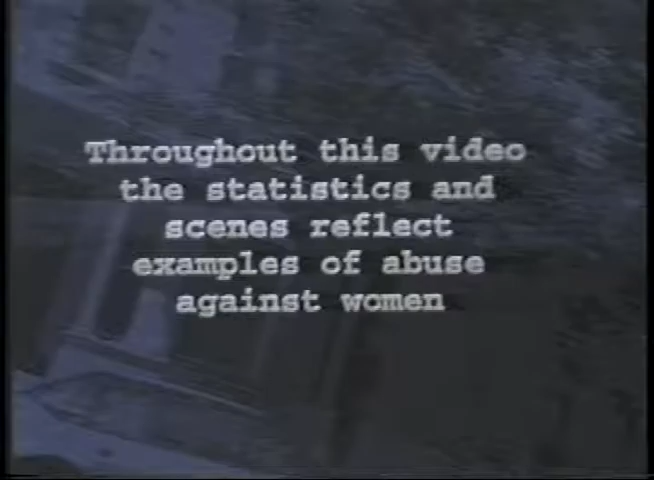 Throughout this video
the statistics and
scenes reflect
examples of abuse
against women